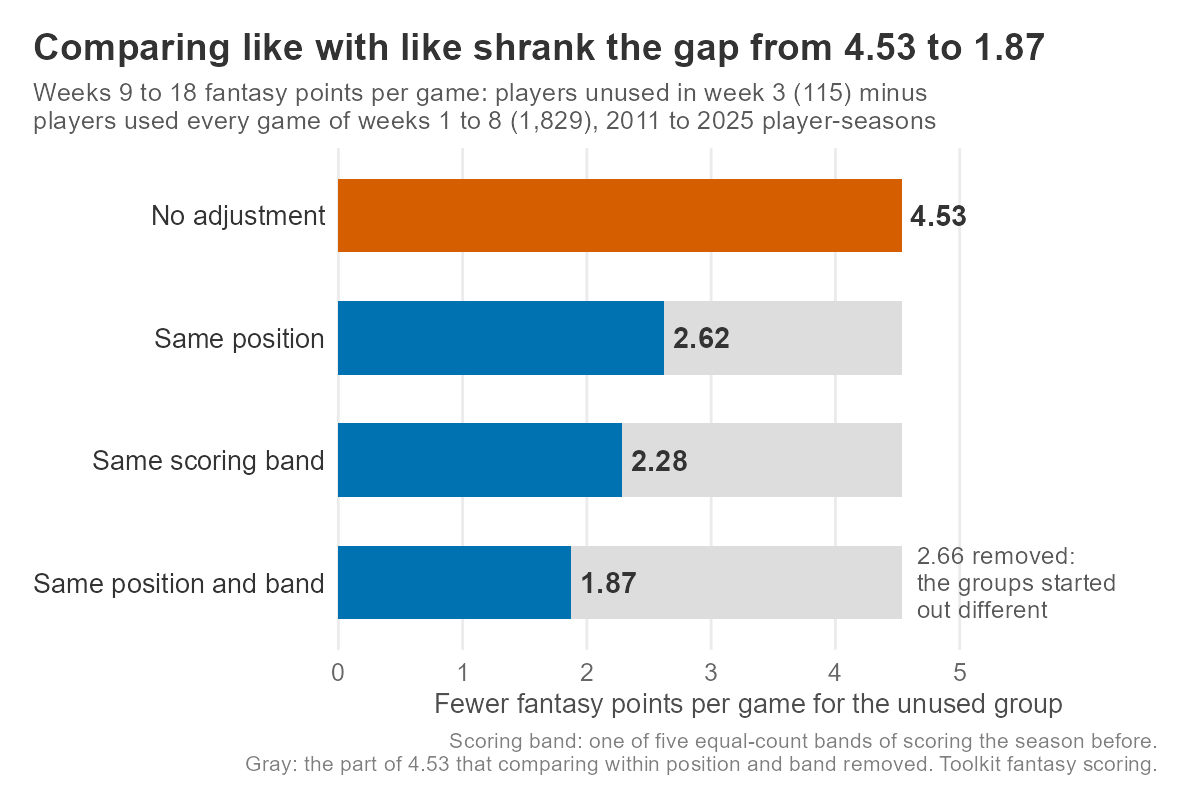 Comparing like with like shrank the gap from 4.53 to 1.87
Weeks 9 to 18 fantasy points per game: players unused in week 3 (115) minus
players used every game of weeks 1 to 8 (1,829), 2011 to 2025 player-seasons
No adjustment
4.53
Same position
2.62
Same scoring band
2.28
Same position and band
1.87
2.66 removed:
the groups started
out different
0 1 2 3 4 5
Fewer fantasy points per game for the unused group
Scoring band: one of five equal-count bands of scoring the season before.
Gray: the part of 4.53 that comparing within position and band removed. Toolkit fantasy scoring.